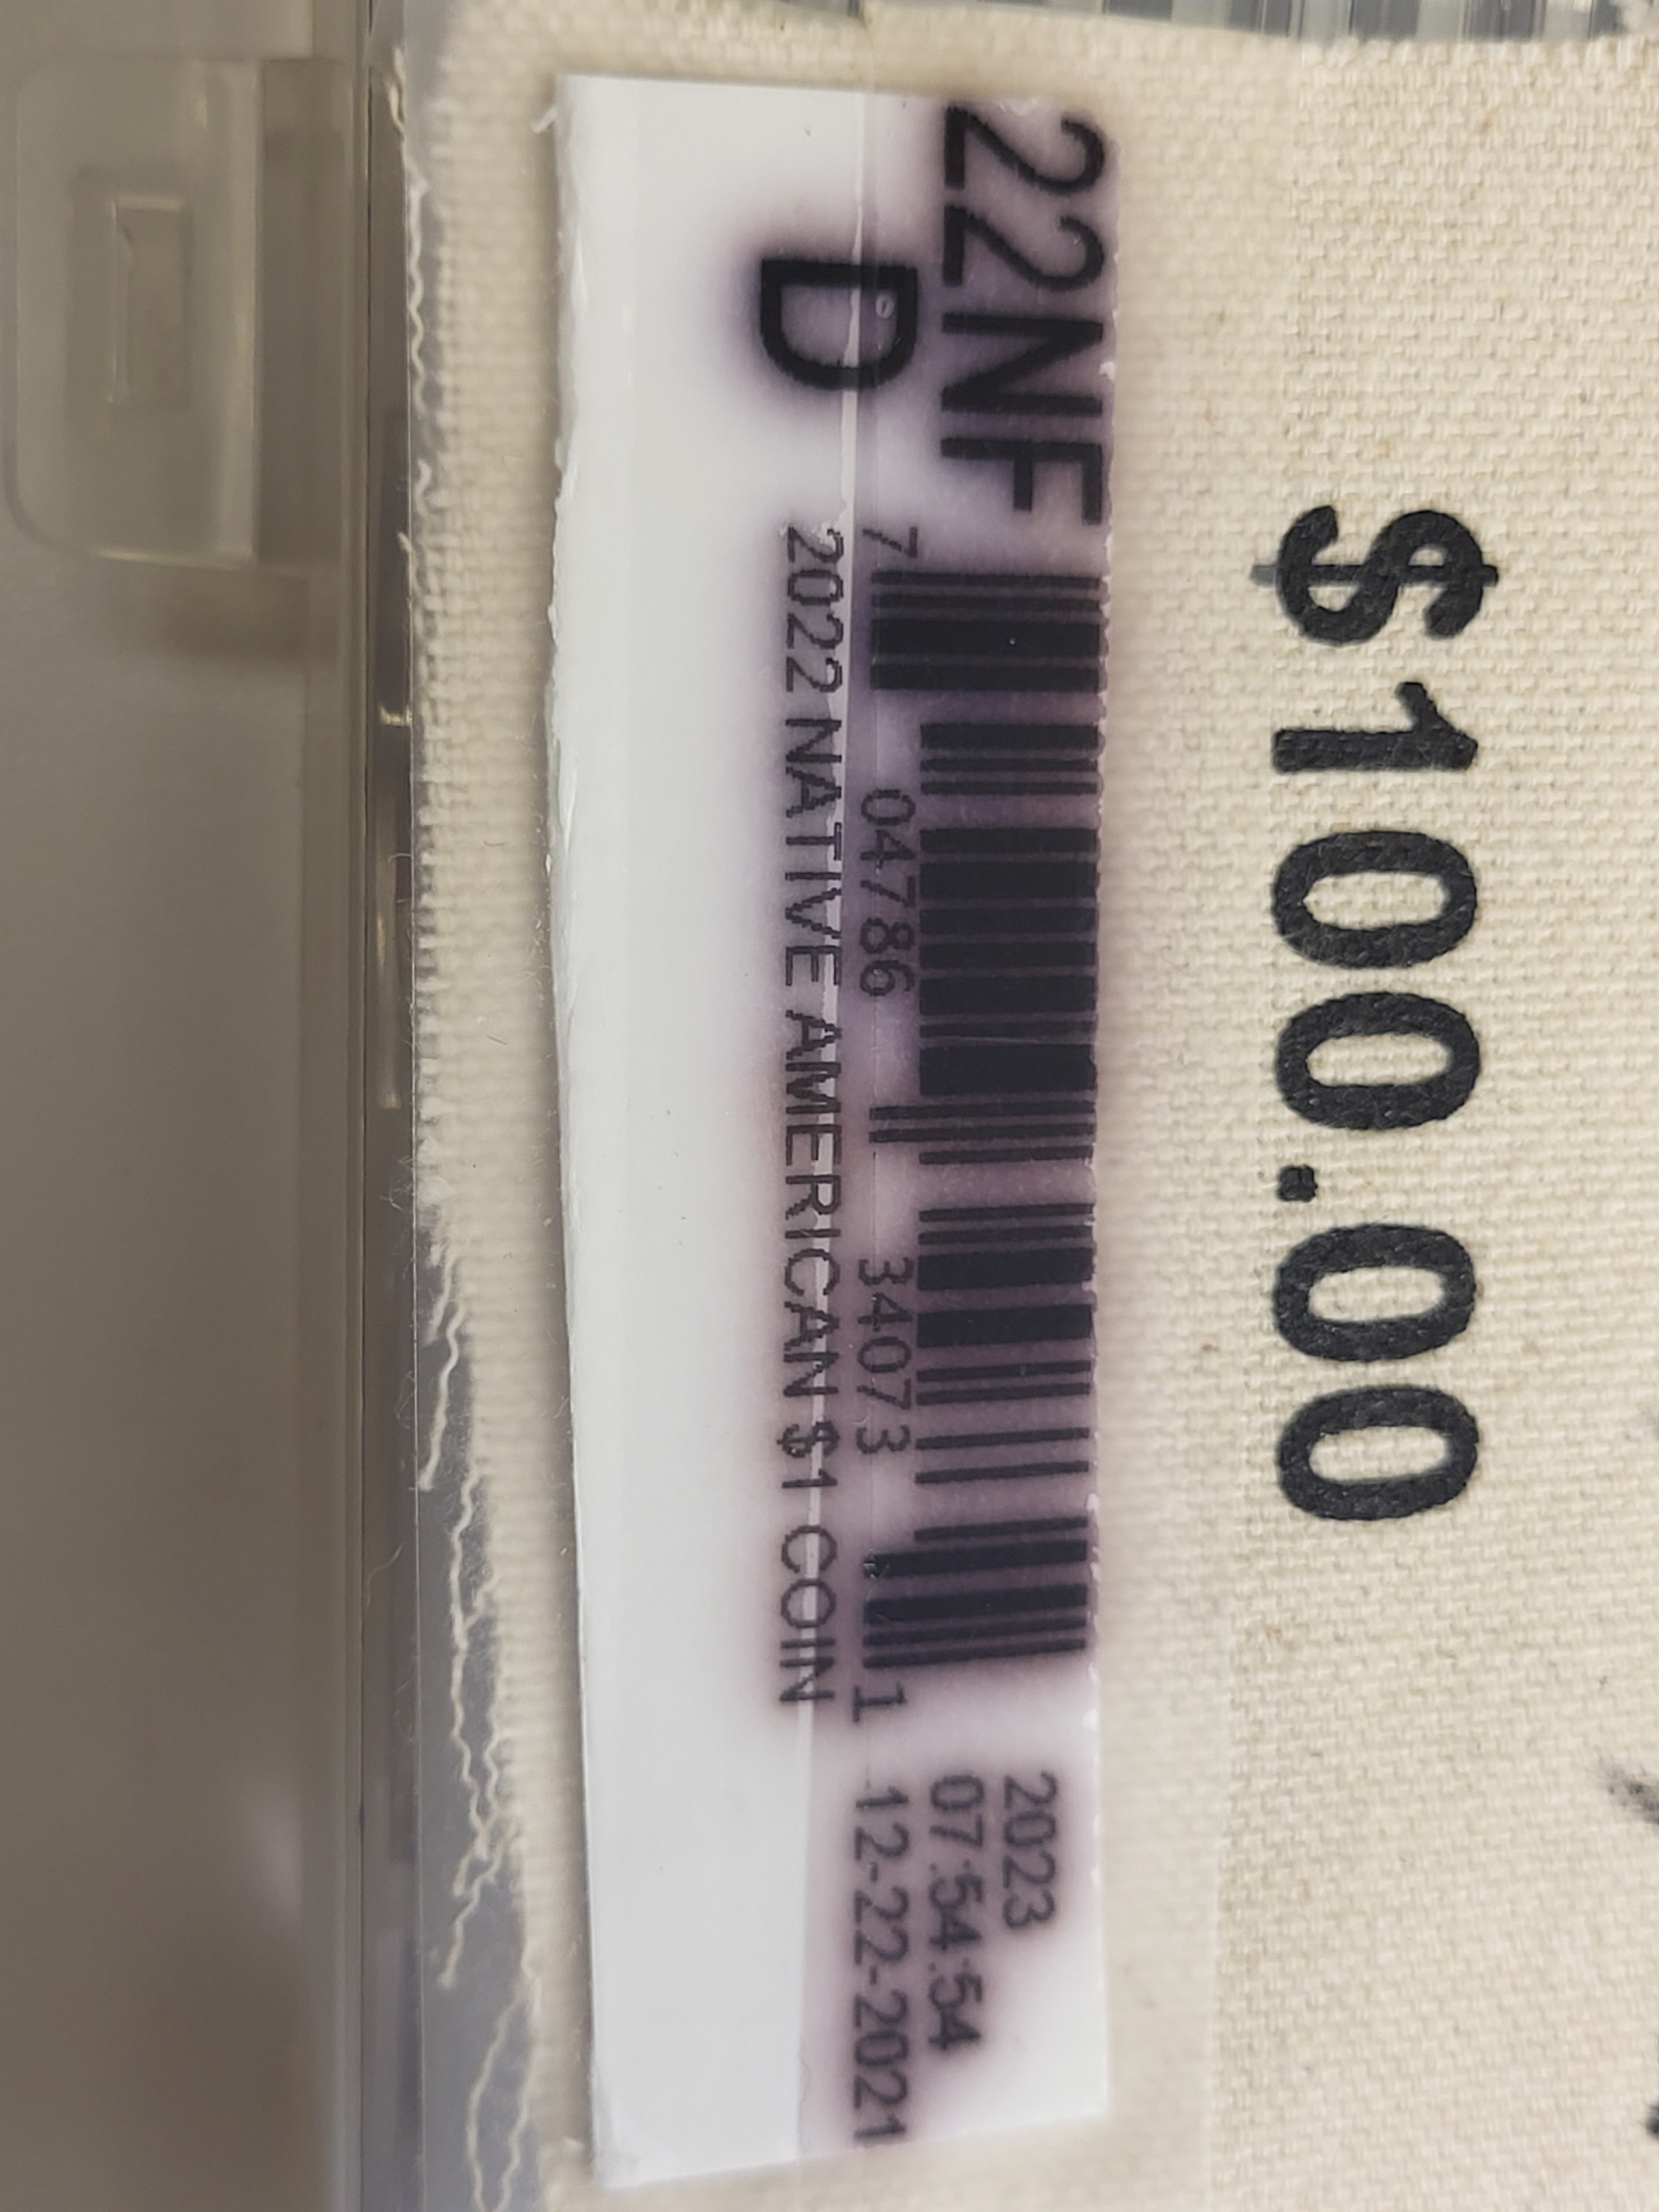 $100.00
22NF
D
7 04786 34073 1
2022 NATIVE AMERICAN $1 COIN
2023
07:54:54
12-22-2021